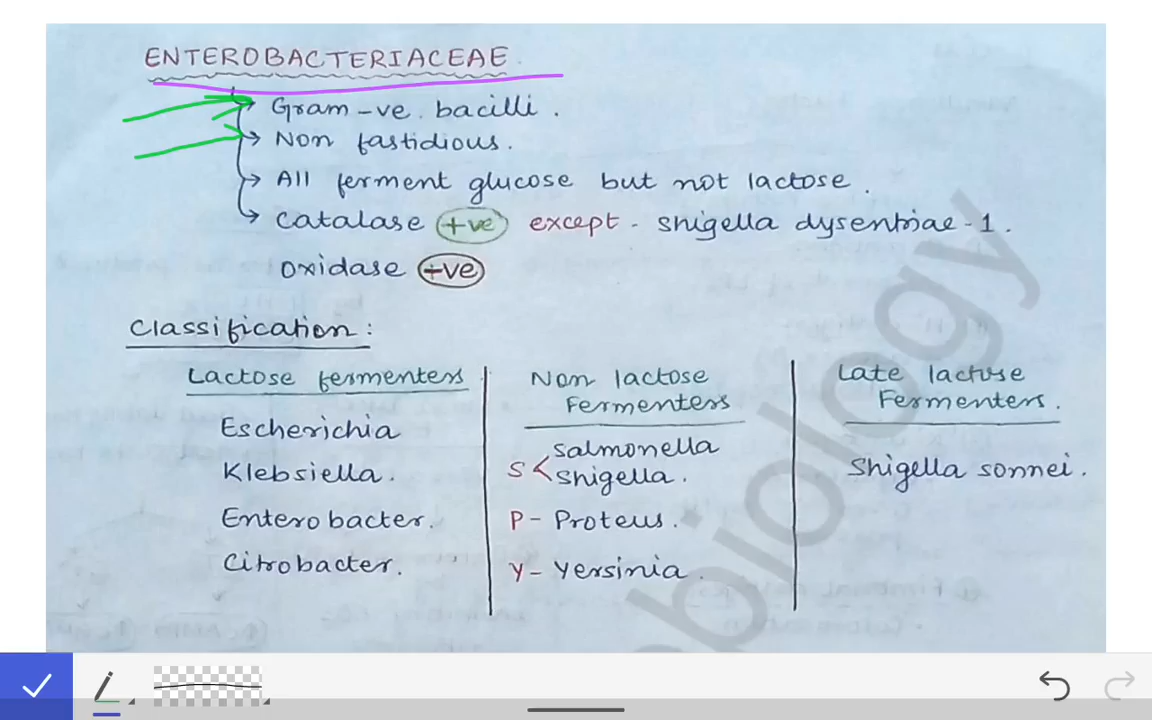 ENTEROBACTERIACEAE
Gram -ve bacilli.
Non fastidious.
All ferment glucose but not lactose.
Catalase +ve except - Shigella dysentriae -1.
Oxidase -ve
Classification:
Lactose fermenters
Escherichia
Klebsiella.
Enterobacter.
Citrobacter.
Non lactose
Fermenters
S < Salmonella
Shigella.
P - Proteus.
Y - Yersinia.
Late lactose
Fermenters.
Shigella sonnei.
biology